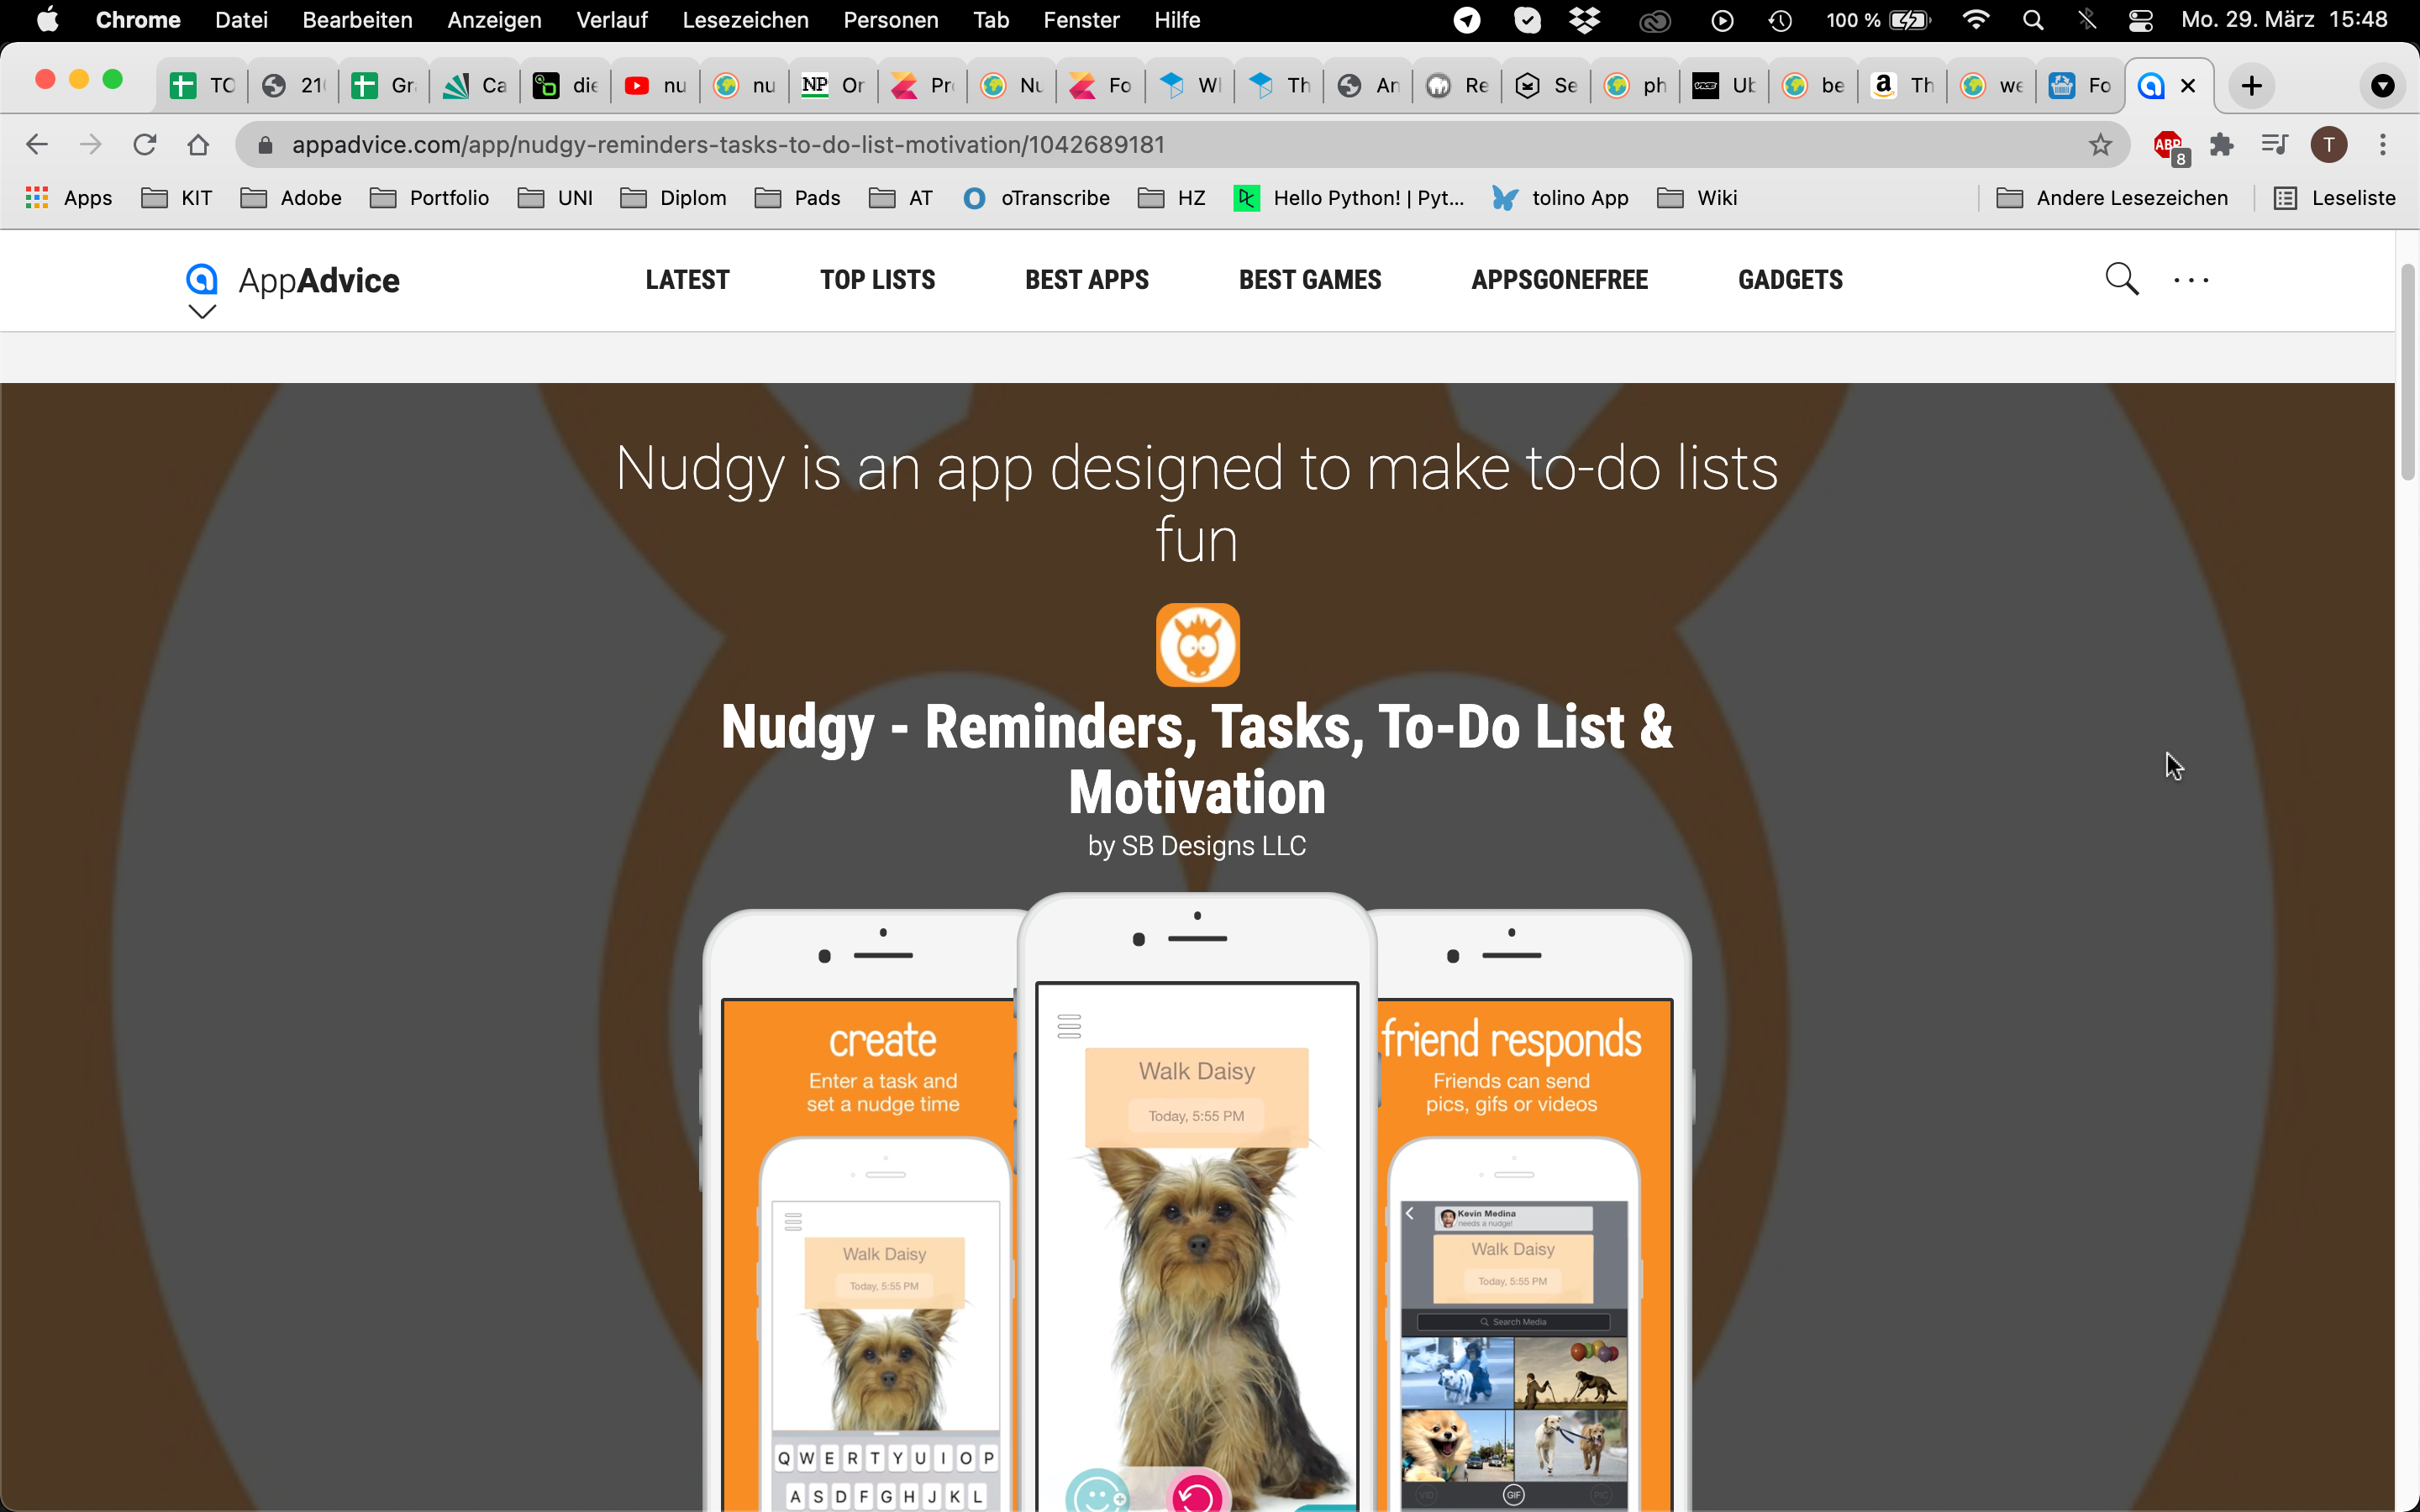 Chrome Datei Bearbeiten Anzeigen Verlauf Lesezeichen Personen Tab Fenster Hilfe 100 % Mo. 29. März 15:48
TO 21 Gr Ca die nu nu NP Or Pr Nu Fo Wi Th An Re Se ph VICE Ub be Th we Fo
appadvice.com/app/nudgy-reminders-tasks-to-do-list-motivation/1042689181 ABP 8 T
Apps KIT Adobe Portfolio UNI Diplom Pads AT oTranscribe HZ Hello Python! | Pyt... tolino App Wiki Andere Lesezeichen Leseliste
AppAdvice LATEST TOP LISTS BEST APPS BEST GAMES APPSGONEFREE GADGETS
Nudgy is an app designed to make to-do lists
fun
Nudgy - Reminders, Tasks, To-Do List &
Motivation
by SB Designs LLC
create
Enter a task and
set a nudge time
Walk Daisy
Today, 5:55 PM
Q W E R T Y U I O P
A S D F G H J K L
Walk Daisy
Today, 5:55 PM
friend responds
Friends can send
pics, gifs or videos
Kevin Medina
needs a nudge!
Walk Daisy
Today, 5:55 PM
Search Media
VID GIF PIC